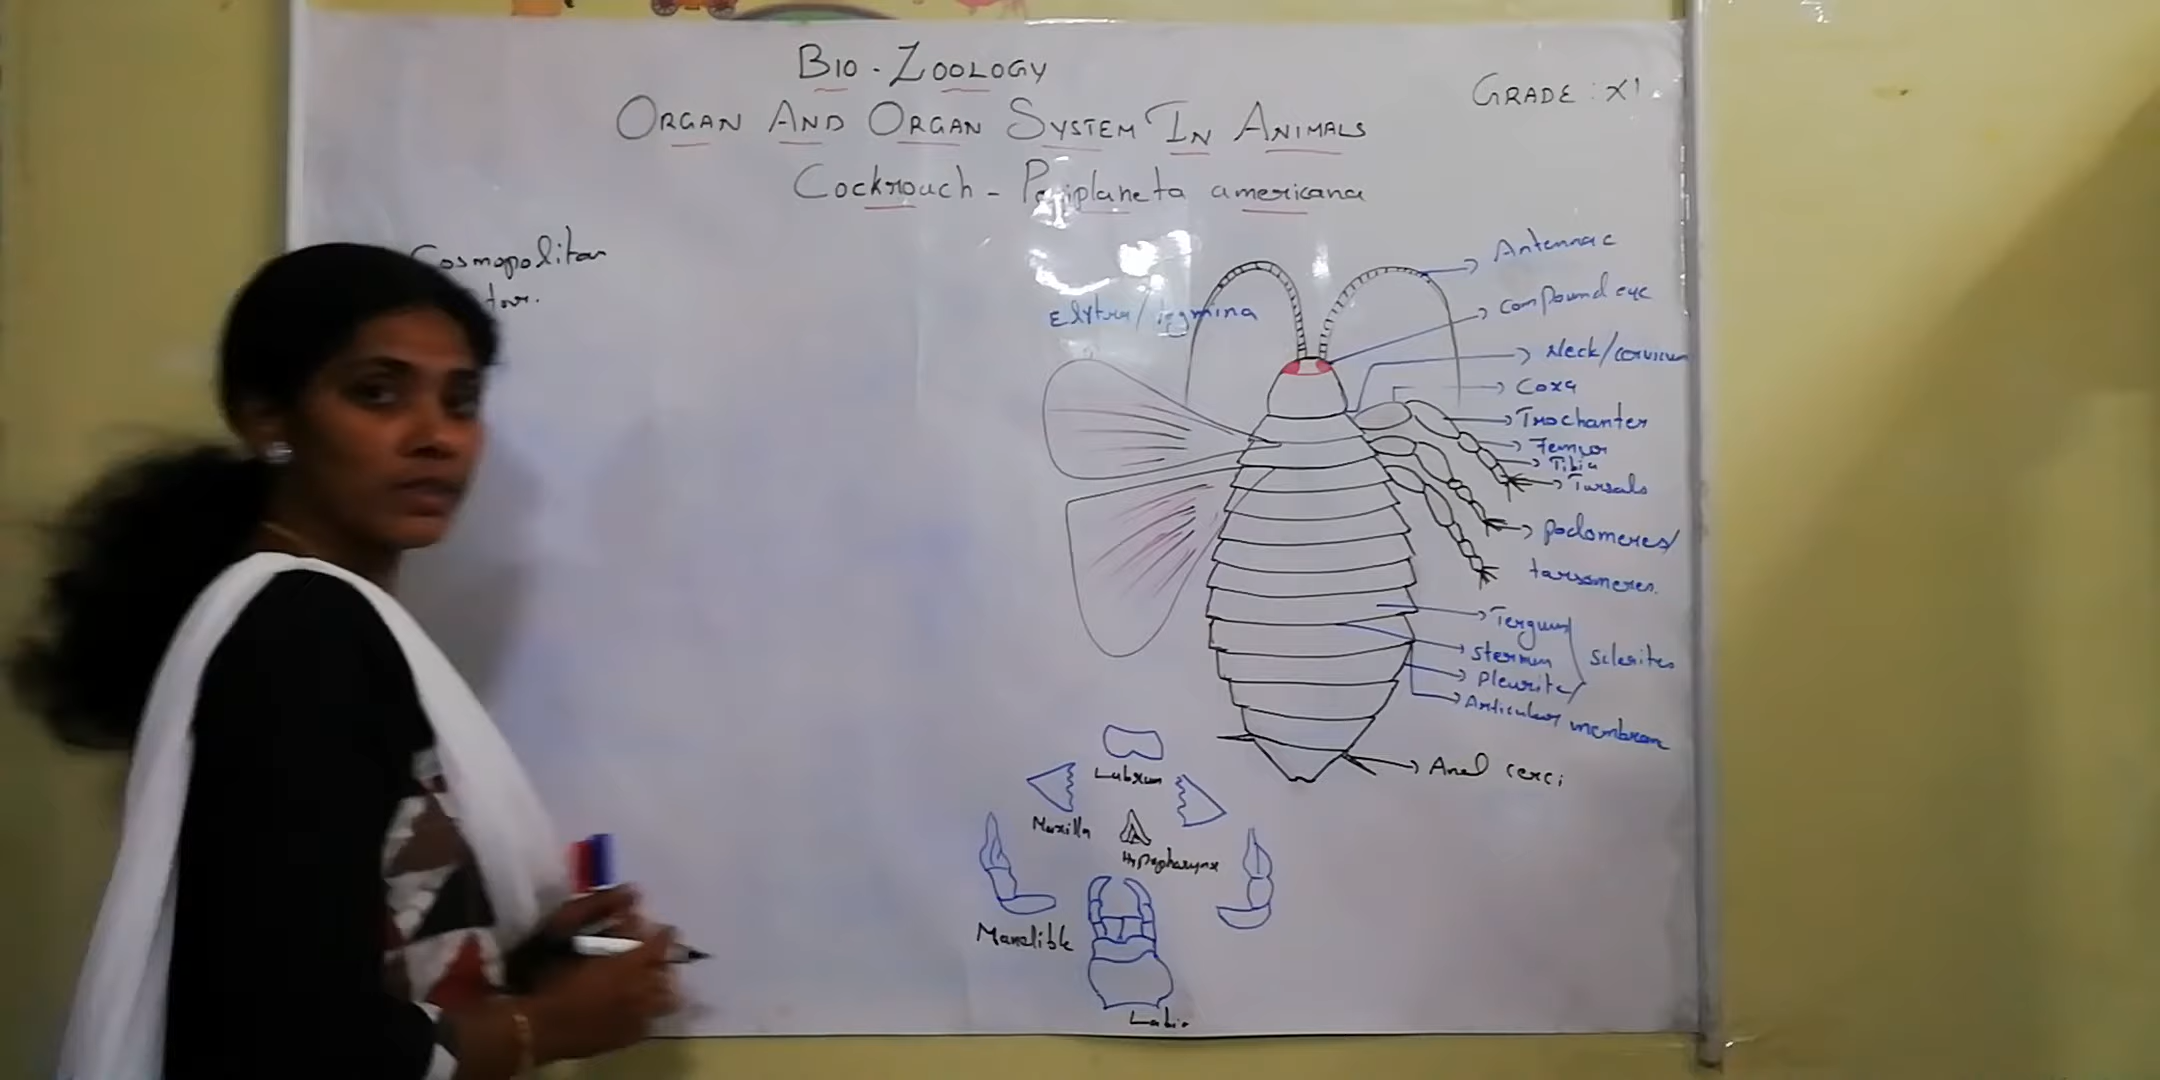 BIO - ZOOLOGY
GRADE : XI
ORGAN AND ORGAN SYSTEM IN ANIMALS
Cockroach - Periplaneta americana
Cosmopolitan
Antennae
compound eye
Elytra/tegmina
Neck/cervicum
Coxa
Trochanter
Femur
Tibia
Tarsals
podomeres/
tarsomeres.
Tergum
sternum
sclerites
pleurite
Articular membran
Anal cerci
Labrum
Maxilla
Hypopharynx
Mandible